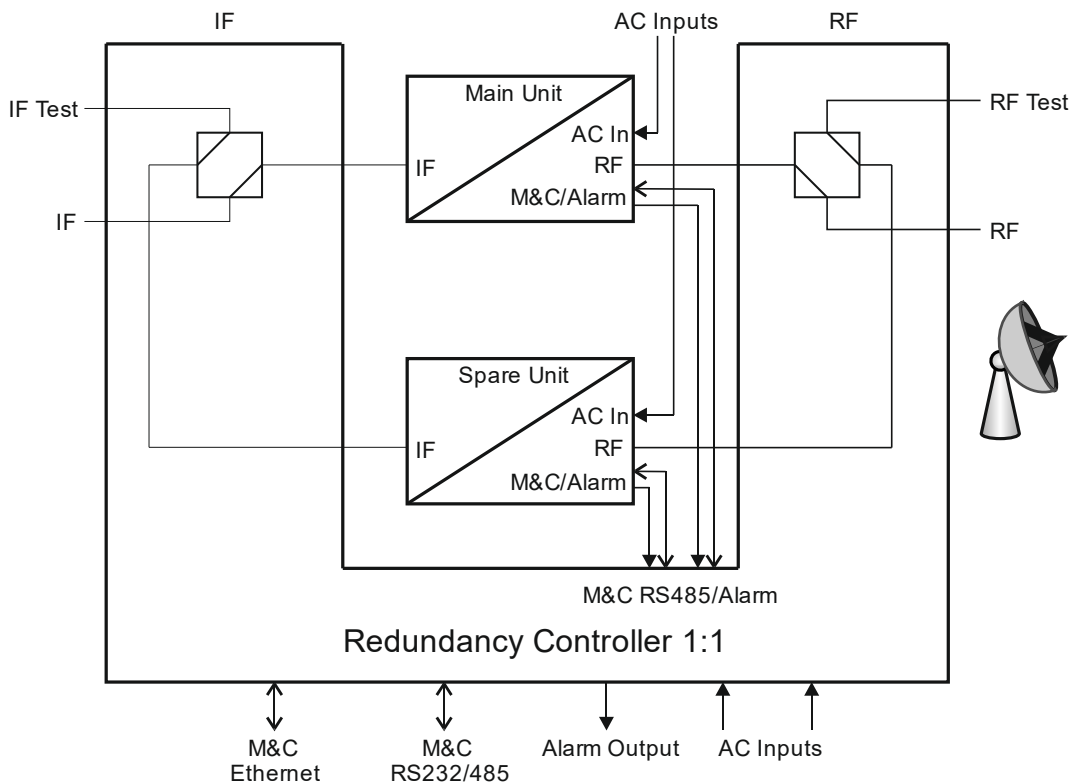 IF
AC Inputs
RF
IF Test
Main Unit
RF Test
AC In
IF
RF
M&C/Alarm
IF
RF
Spare Unit
AC In
IF
RF
M&C/Alarm
M&C RS485/Alarm
Redundancy Controller 1:1
M&C
Ethernet
M&C
RS232/485
Alarm Output
AC Inputs